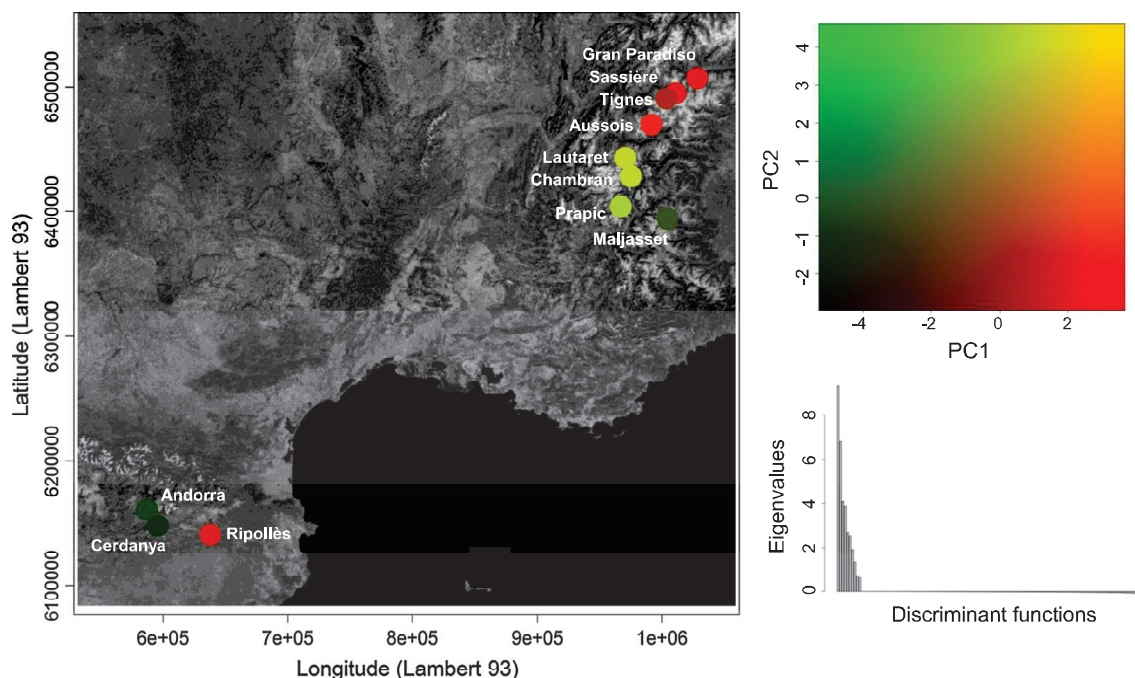 Gran Paradiso
Sassière
Tignes
Aussois
Lautaret
Chambran
Prapic
Maljasset
Andorra
Cerdanya
Ripollès
6500000
6400000
6300000
6200000
6100000
Latitude (Lambert 93)
6e+05 7e+05 8e+05 9e+05 1e+06
Longitude (Lambert 93)
4
3
2
1
0
-1
-2
PC2
-4 -2 0 2
PC1
8
6
4
2
0
Eigenvalues
Discriminant functions